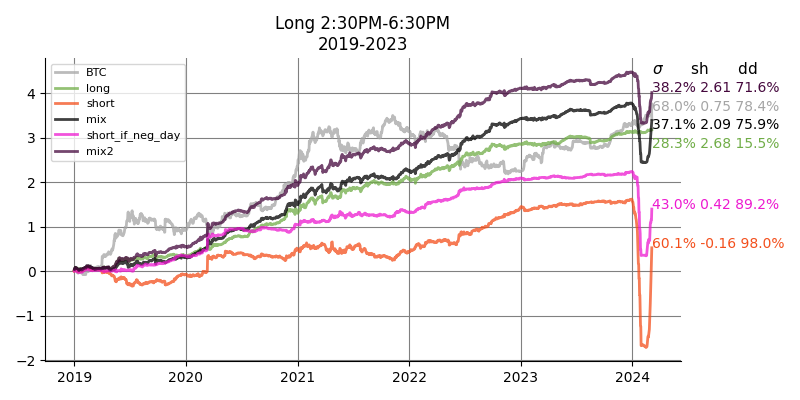 Long 2:30PM-6:30PM
2019-2023
σ sh dd
BTC
long
short
mix
short_if_neg_day
mix2
38.2% 2.61 71.6%
68.0% 0.75 78.4%
37.1% 2.09 75.9%
28.3% 2.68 15.5%
43.0% 0.42 89.2%
60.1% -0.16 98.0%
4
3
2
1
0
−1
−2
2019 2020 2021 2022 2023 2024